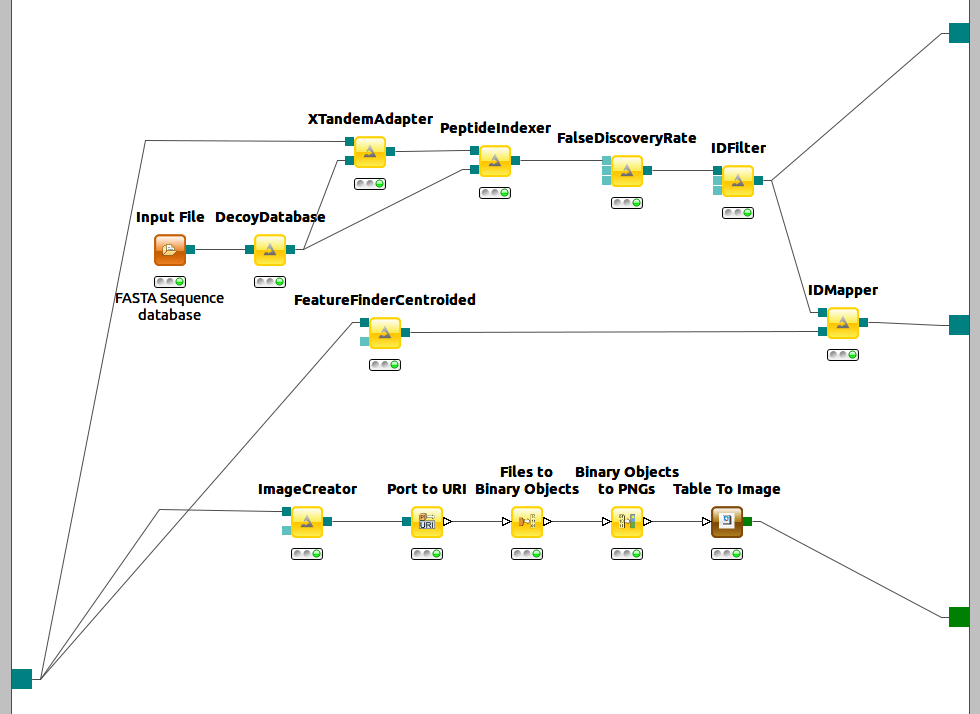 XTandemAdapter
PeptideIndexer
FalseDiscoveryRate
IDFilter
Input File
DecoyDatabase
FASTA Sequence
database
FeatureFinderCentroided
IDMapper
ImageCreator
Port to URI
URI
Files to
Binary Objects
Binary Objects
to PNGs
Table To Image